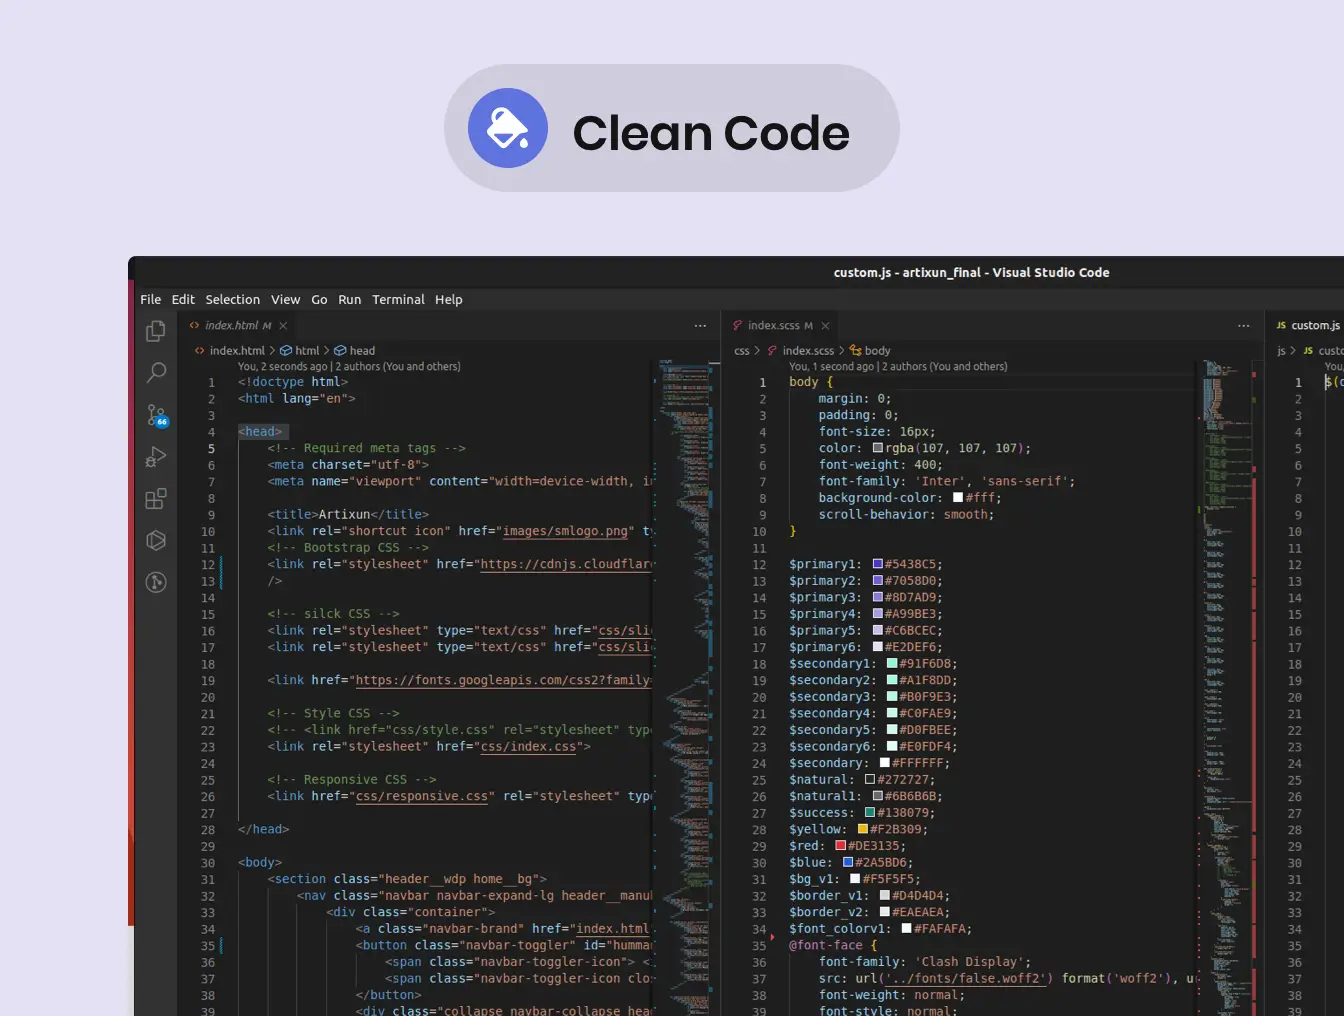 Clean Code
custom.js - artixun_final - Visual Studio Code
File Edit Selection View Go Run Terminal Help
index.html M
index.scss M
custom.js
index.html > html > head
css > index.scss > body
js > JS
You, 2 seconds ago | 2 authors (You and others)
1 <!doctype html>
2 <html lang="en">
3
4 <head>
5 <!-- Required meta tags -->
6 <meta charset="utf-8">
7 <meta name="viewport" content="width=device-width,
8
9 <title>Artixun</title>
10 <link rel="shortcut icon" href="images/smlogo.png"
11 <!-- Bootstrap CSS -->
12 <link rel="stylesheet" href="https://cdnjs.cloudflar
13 />
14
15 <!-- silck CSS -->
16 <link rel="stylesheet" type="text/css" href="css/sli
17 <link rel="stylesheet" type="text/css" href="css/sli
18
19 <link href="https://fonts.googleapis.com/css2?family
20
21 <!-- Style CSS -->
22 <!-- <link href="css/style.css" rel="stylesheet" typ
23 <link rel="stylesheet" href="css/index.css">
24
25 <!-- Responsive CSS -->
26 <link href="css/responsive.css" rel="stylesheet" typ
27
28 </head>
29
30 <body>
31 <section class="header__wdp home__bg">
32 <nav class="navbar navbar-expand-lg header__manu
33 <div class="container">
34 <a class="navbar-brand" href="index.html
35 <button class="navbar-toggler" id="humma
36 <span class="navbar-toggler-icon"> <
37 <span class="navbar-toggler-icon clo
38 </button>
39 <div class="collapse navbar-collapse hea
You, 1 second ago | 2 authors (You and others)
1 body {
2 margin: 0;
3 padding: 0;
4 font-size: 16px;
5 color: rgba(107, 107, 107);
6 font-weight: 400;
7 font-family: 'Inter', 'sans-serif';
8 background-color: #fff;
9 scroll-behavior: smooth;
10 }
11
12 $primary1: #5438C5;
13 $primary2: #7058D0;
14 $primary3: #8D7AD9;
15 $primary4: #A99BE3;
16 $primary5: #C6BCEC;
17 $primary6: #E2DEF6;
18 $secondary1: #91F6D8;
19 $secondary2: #A1F8DD;
20 $secondary3: #B0F9E3;
21 $secondary4: #C0FAE9;
22 $secondary5: #D0FBEE;
23 $secondary6: #E0FDF4;
24 $secondary: #FFFFFF;
25 $natural: #272727;
26 $natural1: #6B6B6B;
27 $success: #138079;
28 $yellow: #F2B309;
29 $red: #DE3135;
30 $blue: #2A5BD6;
31 $bg_v1: #F5F5F5;
32 $border_v1: #D4D4D4;
33 $border_v2: #EAEAEA;
34 $font_colorv1: #FAFAFA;
35 @font-face {
36 font-family: 'Clash Display';
37 src: url('../fonts/false.woff2') format('woff2'), u
38 font-weight: normal;
39 font-style: normal;
You,
1 $(
2
3
4
5
6
7
8
9
10
11
12
13
14
15
16
17
18
19
20
21
22
23
24
25
26
27
28
29
30
31
32
33
34
35
36
37
38
39
66